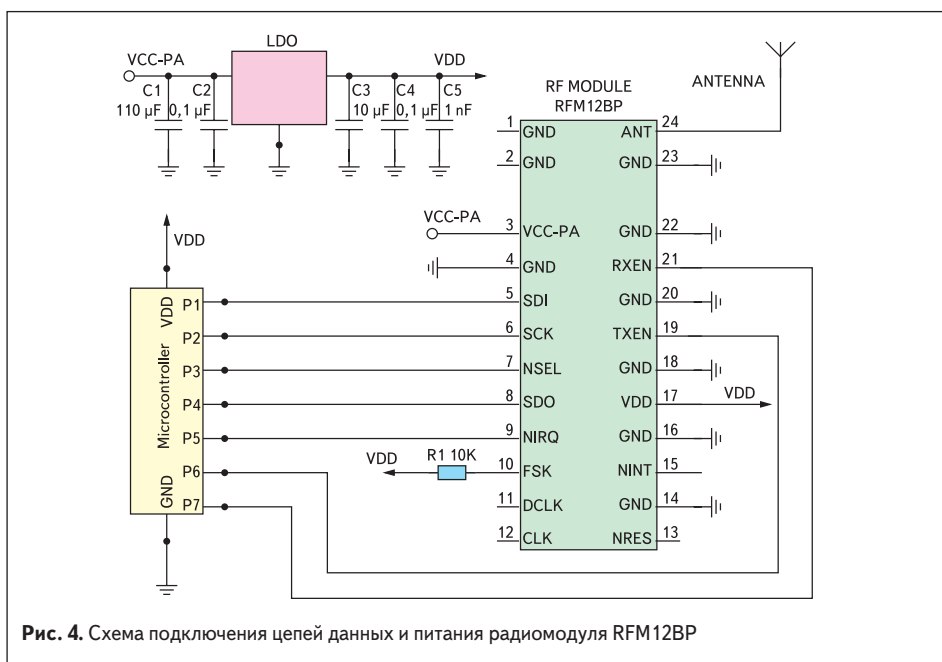 LDO
VCC-PA
VDD
C1
C2
C3
C4
C5
110 µF
0,1 µF
10 µF
0,1 µF
1 nF
ANTENNA
RF MODULE
RFM12BP
1 GND
ANT 24
2 GND
GND 23
VCC-PA
3 VCC-PA
GND 22
4 GND
RXEN 21
VDD
VDD
Microcontroller
GND
P1
5 SDI
GND 20
P2
6 SCK
TXEN 19
P3
7 NSEL
GND 18
P4
8 SDO
VDD 17
VDD
P5
9 NIRQ
GND 16
P6
VDD
R1 10K
10 FSK
NINT 15
P7
11 DCLK
GND 14
12 CLK
NRES 13
Рис. 4. Схема подключения цепей данных и питания радиомодуля RFM12BP